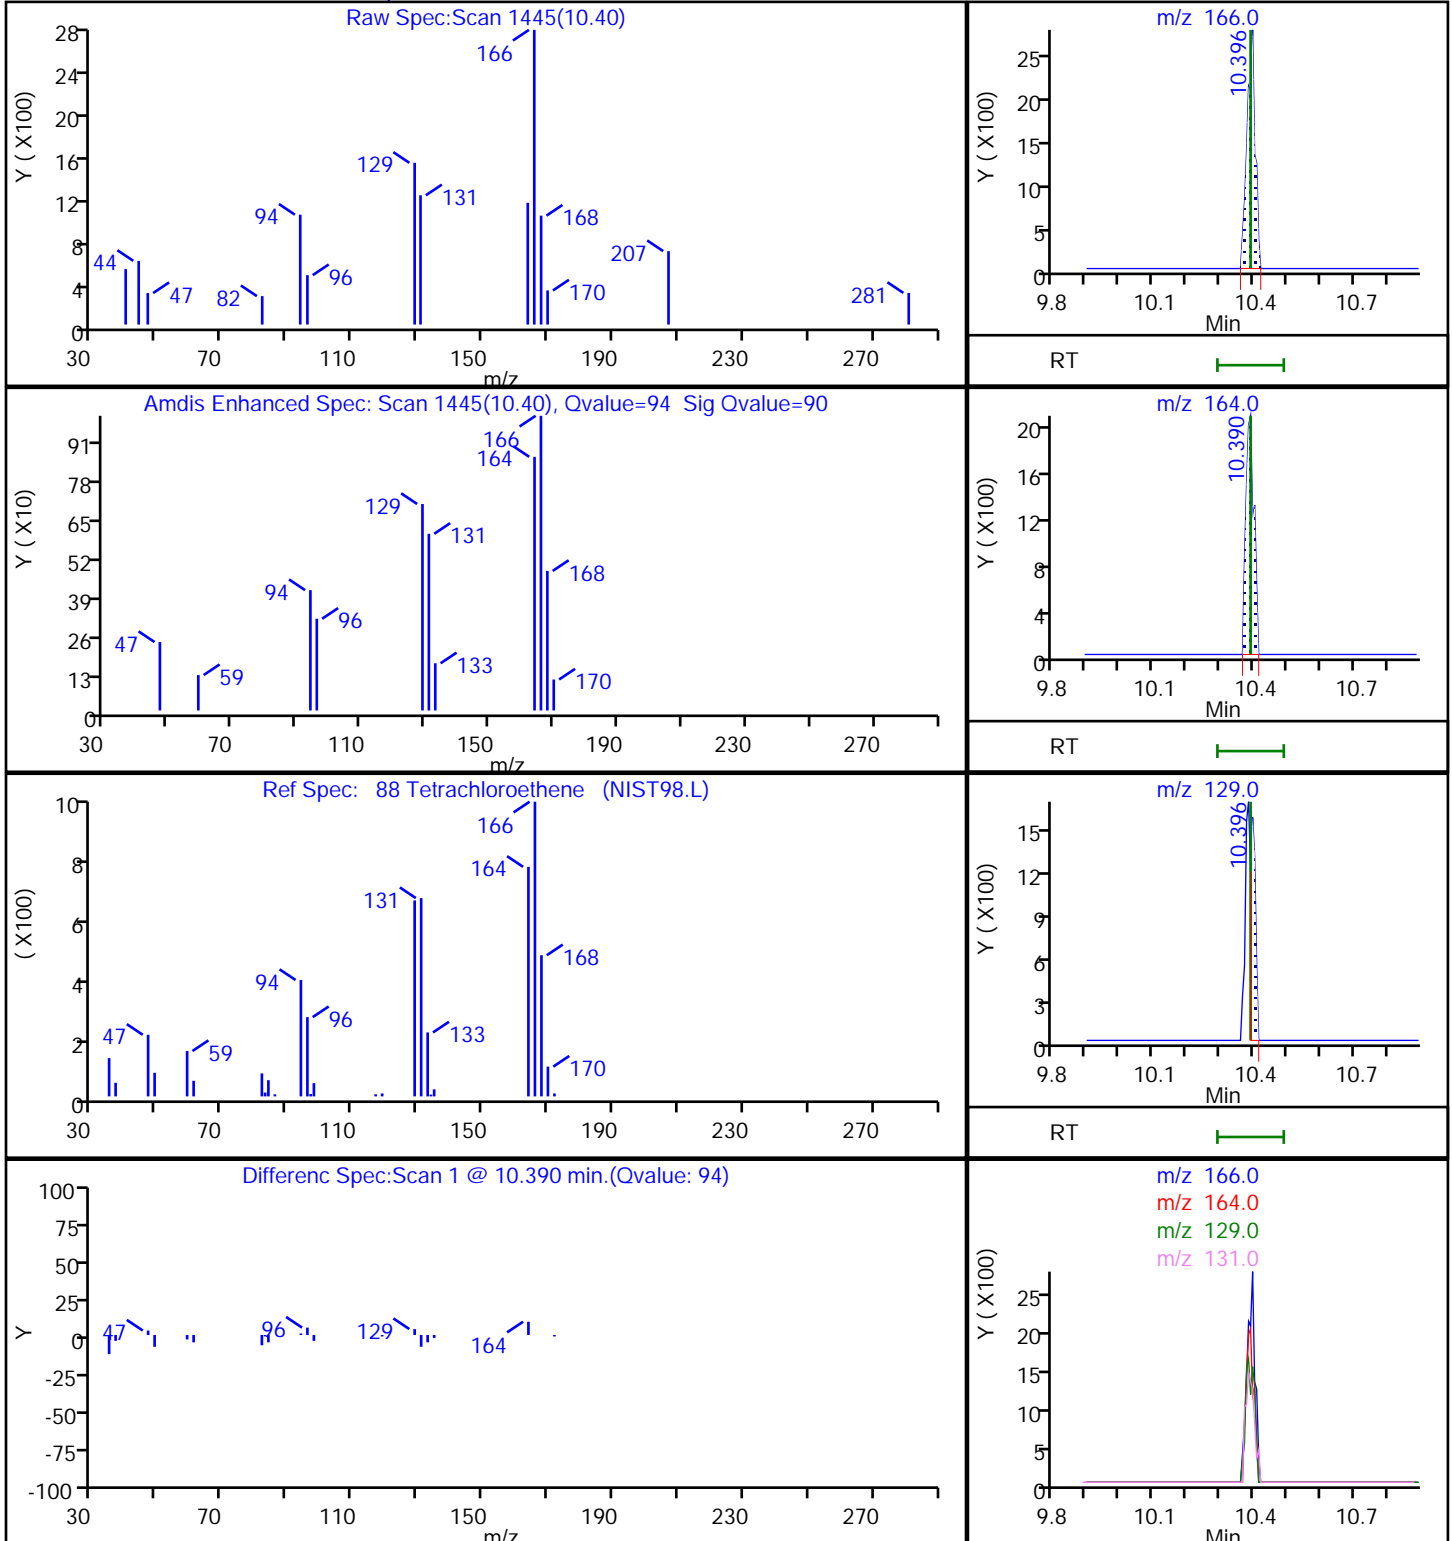 Raw Spec:Scan 1445(10.40)
Y ( X100)
28
24
20
16
12
8
4
0
166
129
131
94
168
44
47
82
96
170
207
281
30 70 110 150 190 230 270
m/z
m/z 166.0
Y ( X100)
25
20
15
10
5
0
10.396
9.8 10.1 10.4 10.7
Min
RT
Amdis Enhanced Spec: Scan 1445(10.40), Qvalue=94 Sig Qvalue=90
Y ( X10)
91
78
65
52
39
26
13
0
166
164
129
131
168
94
96
47
59
133
170
30 70 110 150 190 230 270
m/z
m/z 164.0
Y ( X100)
20
16
12
8
4
0
10.390
9.8 10.1 10.4 10.7
Min
RT
Ref Spec: 88 Tetrachloroethene (NIST98.L)
( X100)
10
8
6
4
2
0
166
164
131
168
94
96
47
59
133
170
30 70 110 150 190 230 270
m/z 129.0
Y ( X100)
15
12
9
6
3
0
10.396
9.8 10.1 10.4 10.7
Min
RT
Differenc Spec:Scan 1 @ 10.390 min.(Qvalue: 94)
Y
100
75
50
25
0
-25
-50
-75
-100
47
96
129
164
30 70 110 150 190 230 270
m/z
m/z 166.0
m/z 164.0
m/z 129.0
m/z 131.0
Y ( X100)
25
20
15
10
5
0
9.8 10.1 10.4 10.7
Min